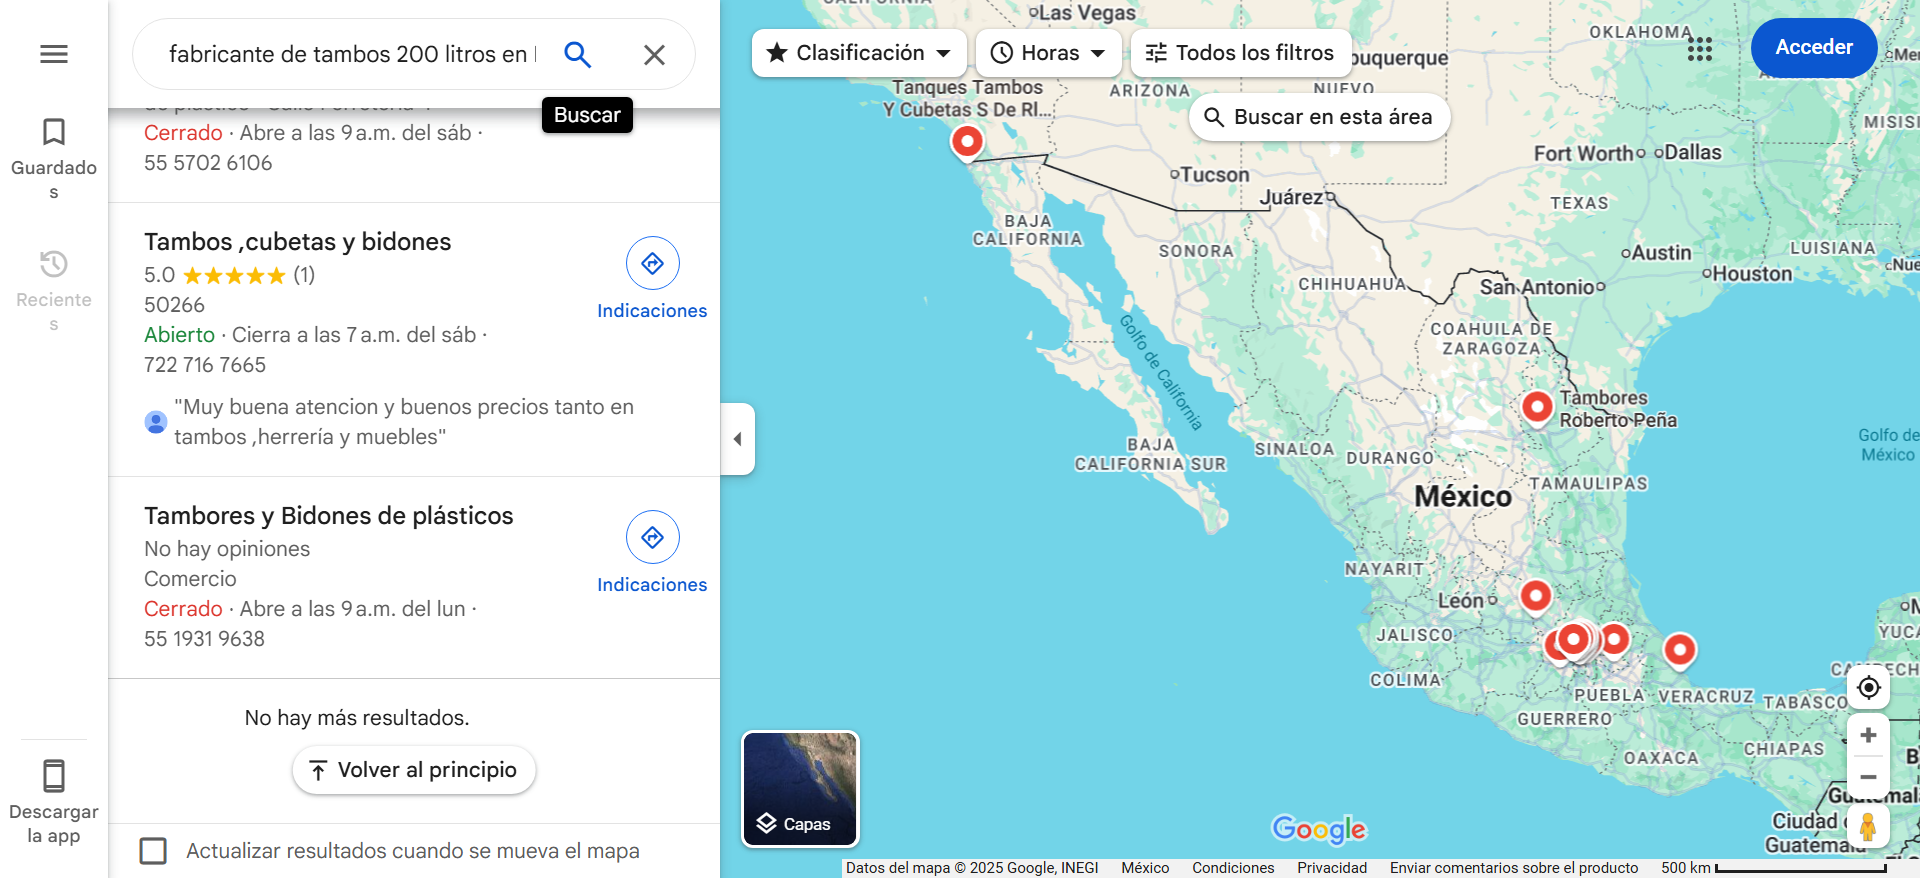 fabricante de tambos 200 litros en
Buscar
Guardado
s
Reciente
s
Descargar
la app
Cerrado · Abre a las 9 a.m. del sáb ·
55 5702 6106
Tambos ,cubetas y bidones
5.0 ★★★★★ (1)
50266
Abierto · Cierra a las 7 a.m. del sáb ·
722 716 7665
Indicaciones
"Muy buena atencion y buenos precios tanto en
tambos ,herrería y muebles"
Tambores y Bidones de plásticos
No hay opiniones
Comercio
Cerrado · Abre a las 9 a.m. del lun ·
55 1931 9638
Indicaciones
No hay más resultados.
Volver al principio
Actualizar resultados cuando se mueva el mapa
Clasificación
Horas
Todos los filtros
Acceder
Buscar en esta área
Las Vegas
OKLAHOMA
buquerque
Tanques Tambos
Y Cubetas S De Rl...
ARIZONA
NUEVO
MISISI
Fort Worth
Dallas
Tucson
Juárez
TEXAS
BAJA
CALIFORNIA
SONORA
Austin
LUISIANA
Houston
CHIHUAHUA
San Antonio
Golfo de California
COAHUILA DE
ZARAGOZA
Tambores
Roberto Peña
BAJA
CALIFORNIA SUR
SINALOA
DURANGO
Golfo de
México
TAMAULIPAS
México
NAYARIT
León
JALISCO
YUCA
COLIMA
PUEBLA
VERACRUZ
TABASCO
GUERRERO
OAXACA
CHIAPAS
Ciudad
Guatemala
Capas
Google
Datos del mapa © 2025 Google, INEGI
México
Condiciones
Privacidad
Enviar comentarios sobre el producto
500 km